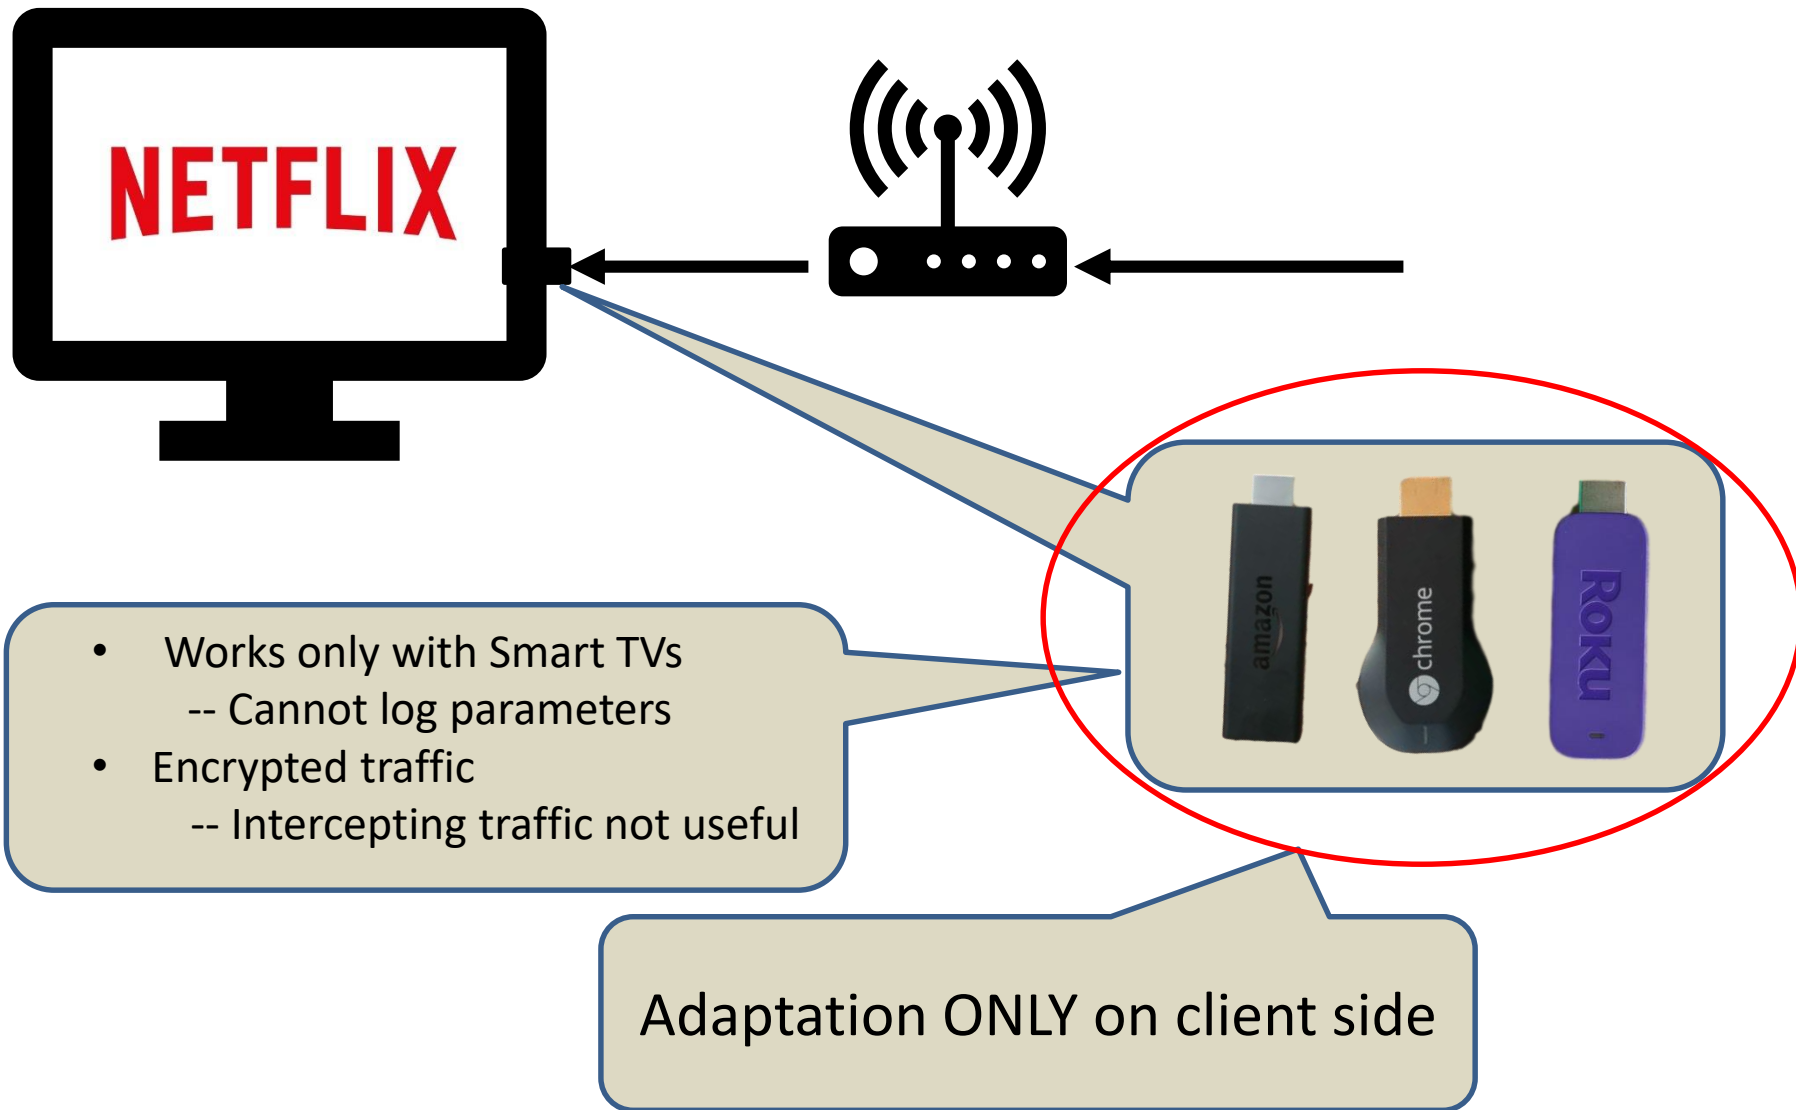 NETFLIX
amazon
chrome
ROKU
• Works only with Smart TVs
-- Cannot log parameters
• Encrypted traffic
-- Intercepting traffic not useful
Adaptation ONLY on client side